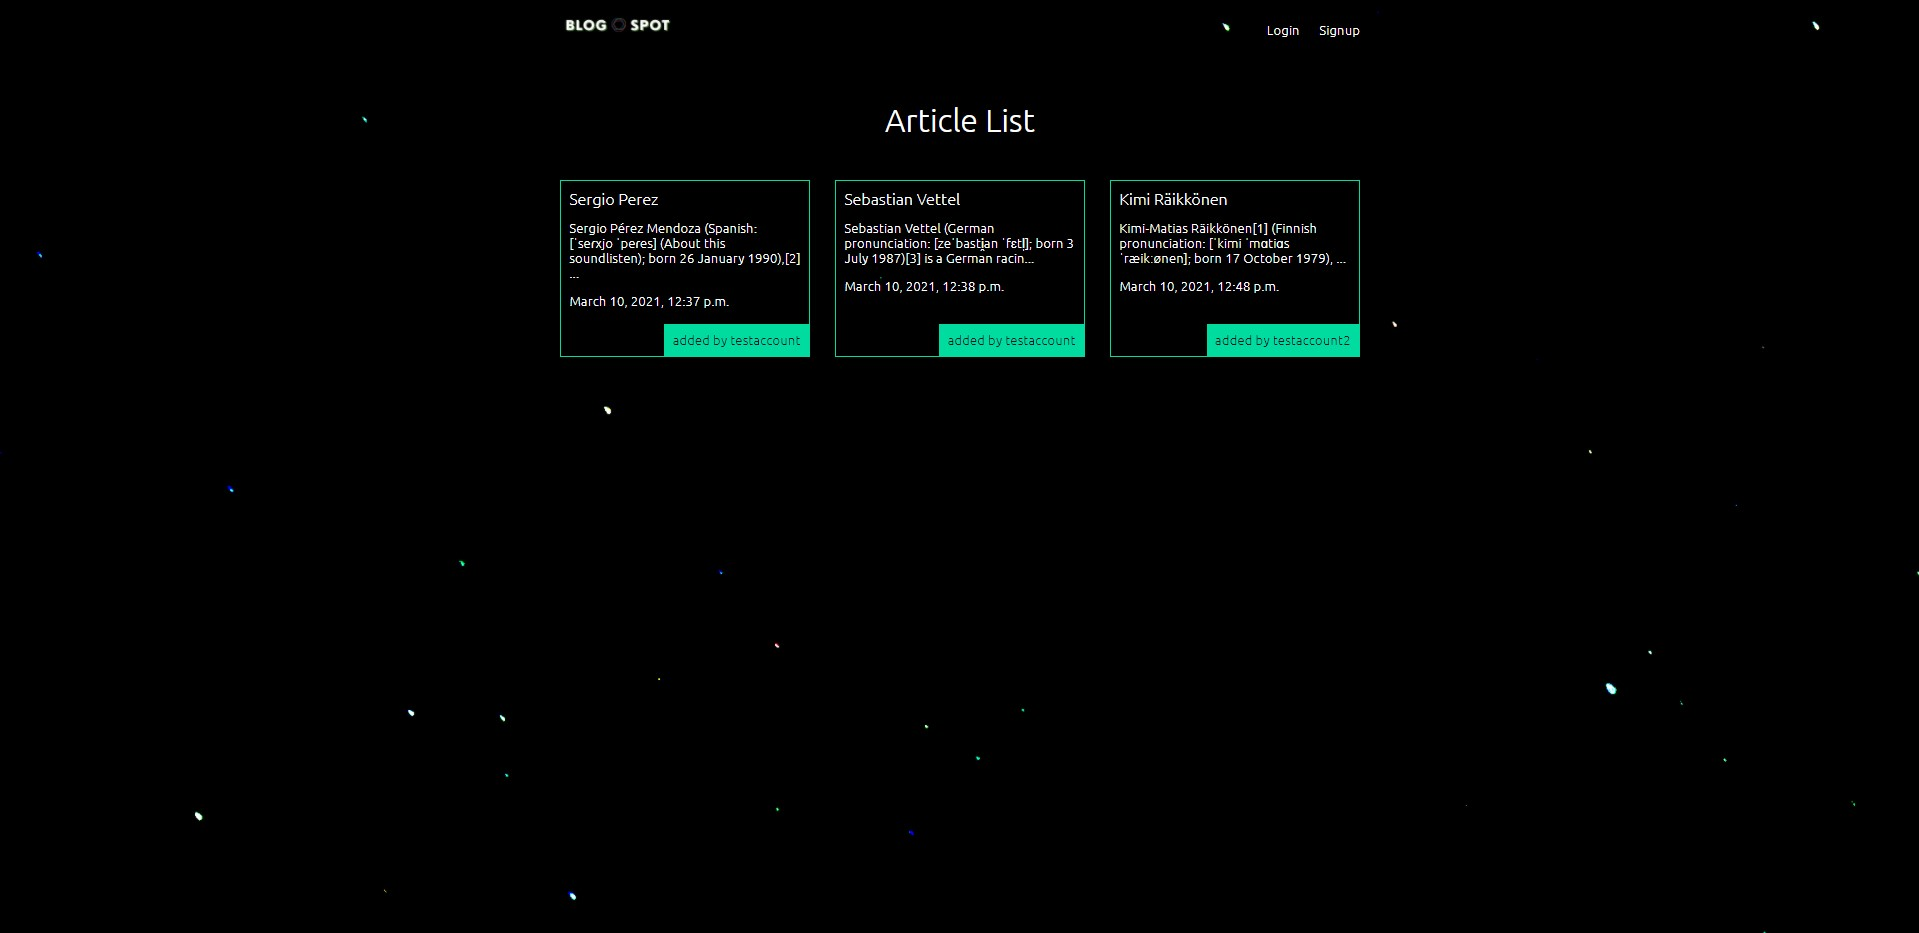 BLOG SPOT
Login Signup
Article List
Sergio Perez
Sergio Pérez Mendoza (Spanish:
[ˈserxjo ˈpeɾes] (About this
soundlisten); born 26 January 1990),[2]
...
March 10, 2021, 12:37 p.m.
added by testaccount
Sebastian Vettel
Sebastian Vettel (German
pronunciation: [zeˈbasti̯an ˈfɛtl̩]; born 3
July 1987)[3] is a German racin...
March 10, 2021, 12:38 p.m.
added by testaccount
Kimi Räikkönen
Kimi-Matias Räikkönen[1] (Finnish
pronunciation: [ˈkimi ˈmɑtiɑs
ˈræikːønen]; born 17 October 1979), ...
March 10, 2021, 12:48 p.m.
added by testaccount2